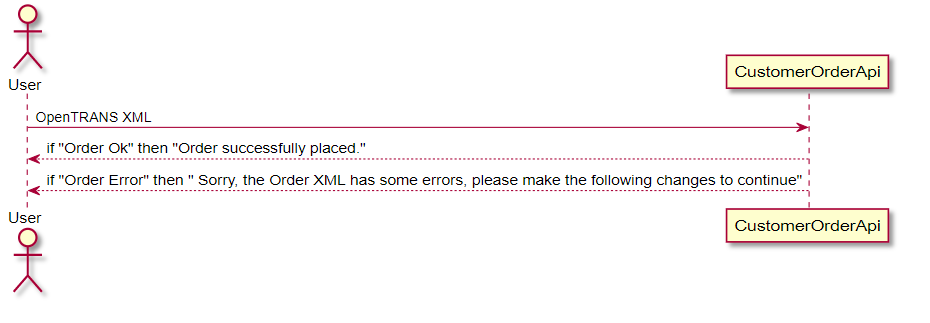 User
CustomerOrderApi
OpenTRANS XML
if "Order Ok" then "Order successfully placed."
if "Order Error" then " Sorry, the Order XML has some errors, please make the following changes to continue"
User
CustomerOrderApi